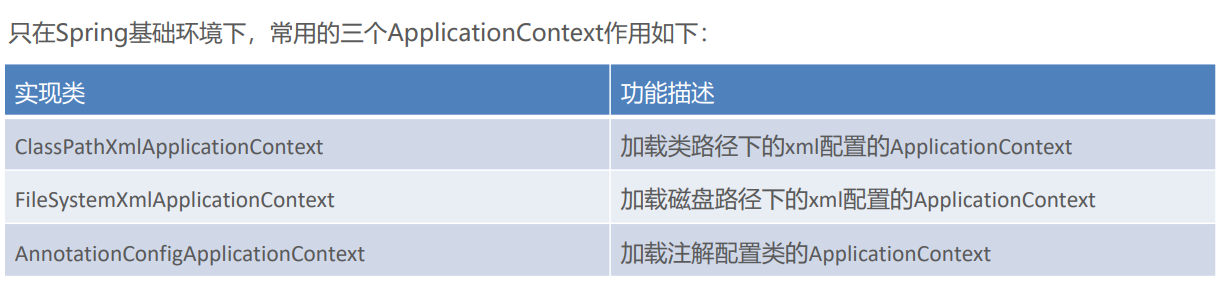 只在Spring基础环境下，常用的三个ApplicationContext作用如下：
实现类 功能描述
ClassPathXmlApplicationContext 加载类路径下的xml配置的ApplicationContext
FileSystemXmlApplicationContext 加载磁盘路径下的xml配置的ApplicationContext
AnnotationConfigApplicationContext 加载注解配置类的ApplicationContext